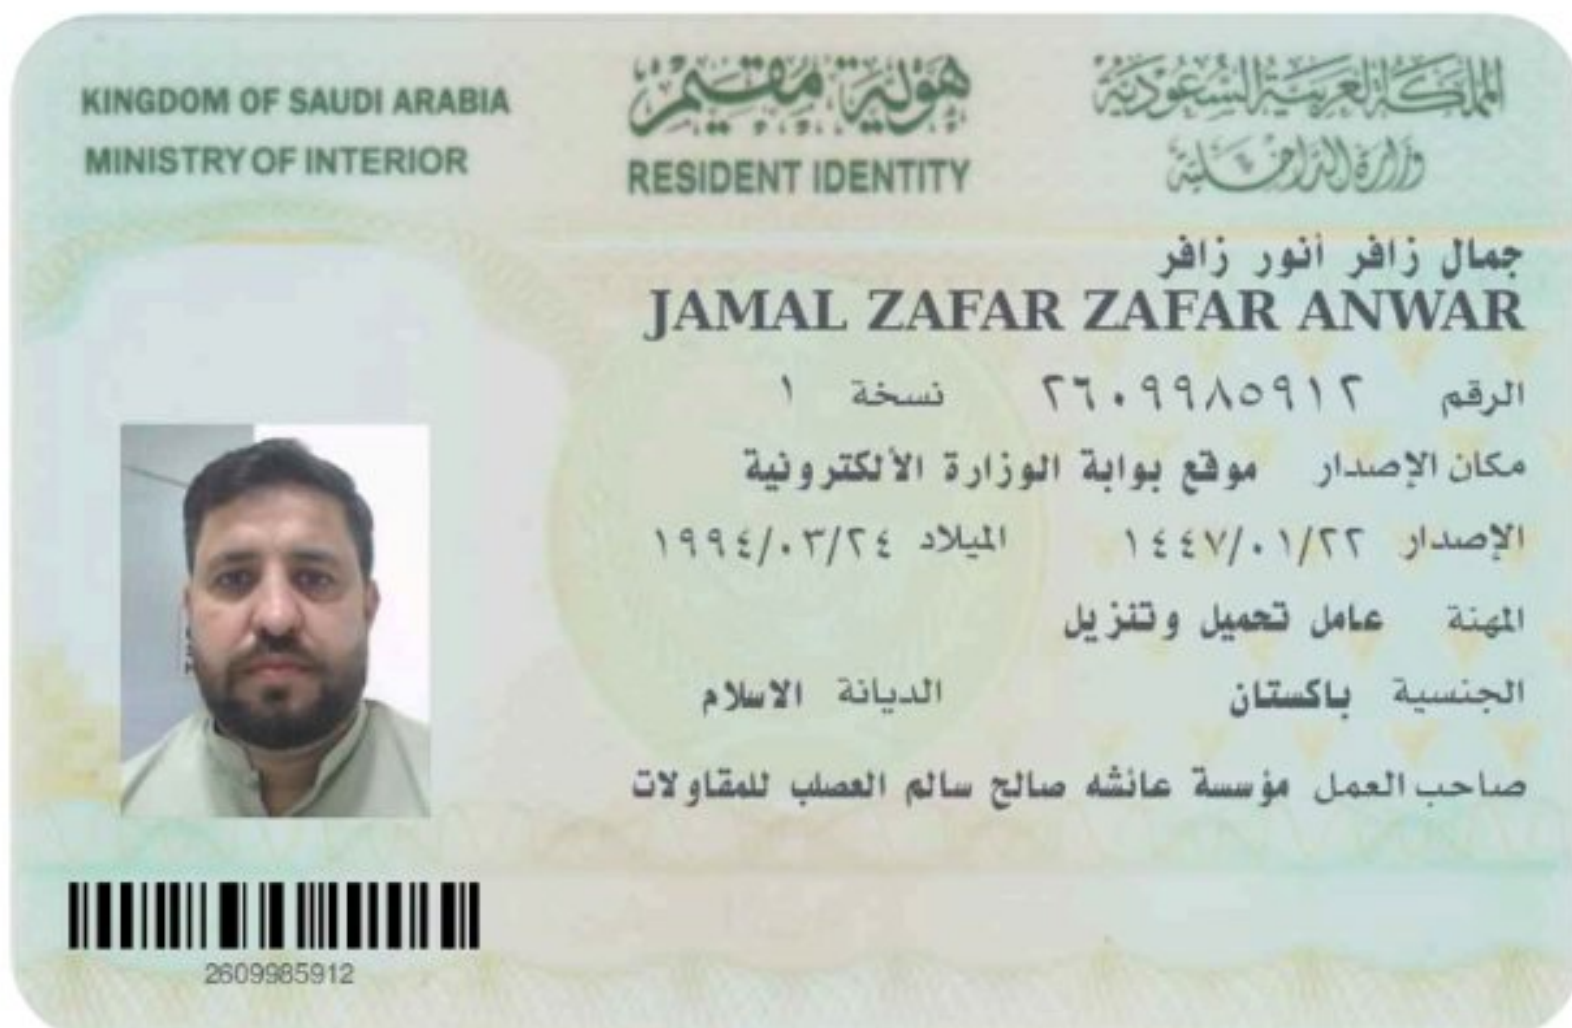 KINGDOM OF SAUDI ARABIA
MINISTRY OF INTERIOR
هوية مقيم
RESIDENT IDENTITY
المملكة العربية السعودية
وزارة الداخلية
جمال زافر أنور زافر
JAMAL ZAFAR ZAFAR ANWAR
الرقم ٢٦٠٩٩٨٥٩١٢ نسخة ١
مكان الإصدار موقع بوابة الوزارة الألكترونية
الإصدار ١٤٤٧/٠١/٢٢ الميلاد ١٩٩٤/٠٣/٢٤
المهنة عامل تحميل وتنزيل
الجنسية باكستان الديانة الاسلام
صاحب العمل مؤسسة عائشه صالح سالم العصلب للمقاولات
2609985912